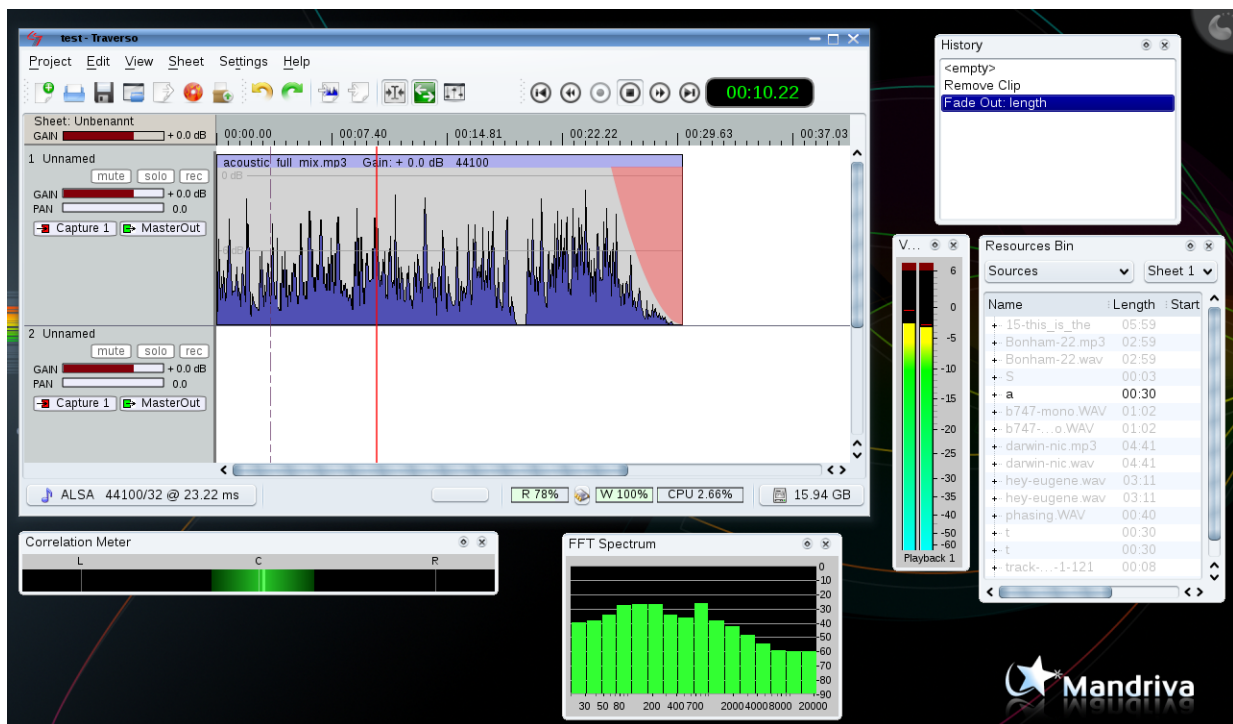 test - Traverso
Project Edit View Sheet Settings Help
00:10.22
Sheet: Unbenannt
GAIN + 0.0 dB
00:00.00 00:07.40 00:14.81 00:22.22 00:29.63 00:37.03
1 Unnamed
mute solo rec
GAIN + 0.0 dB
PAN 0.0
Capture 1 MasterOut
acoustic_full_mix.mp3 Gain: + 0.0 dB 44100
0 dB
2 Unnamed
mute solo rec
GAIN + 0.0 dB
PAN 0.0
Capture 1 MasterOut
ALSA 44100/32 @ 23.22 ms
R 78% W 100% CPU 2.66% 15.94 GB
History
<empty>
Remove Clip
Fade Out: length
V...
6
0
-5
-10
-15
-20
-25
-30
-35
-40
-50
-60
Playback 1
Resources Bin
Sources Sheet 1
Name Length Start
15-this_is_the 05:59
Bonham-22.mp3 02:59
Bonham-22.wav 02:59
S 00:03
a 00:30
b747-mono.WAV 01:02
b747-...o.WAV 01:02
darwin-nic.mp3 04:41
darwin-nic.wav 04:41
hey-eugene.wav 03:11
hey-eugene.wav 03:11
phasing.WAV 00:40
t 00:30
t 00:30
track-...-1-121 00:08
Correlation Meter
L C R
FFT Spectrum
0
-10
-20
-30
-40
-50
-60
-70
-80
-90
30 50 80 200 400 700 2000 4000 8000 20000
Mandriva